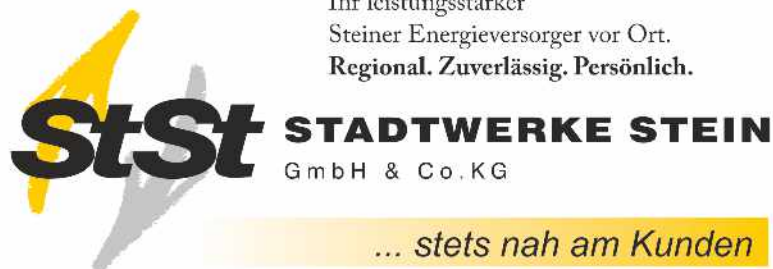 Ihr leistungsstarker
Steiner Energieversorger vor Ort.
Regional. Zuverlässig. Persönlich.
StSt STADTWERKE STEIN
GmbH & Co.KG
... stets nah am Kunden